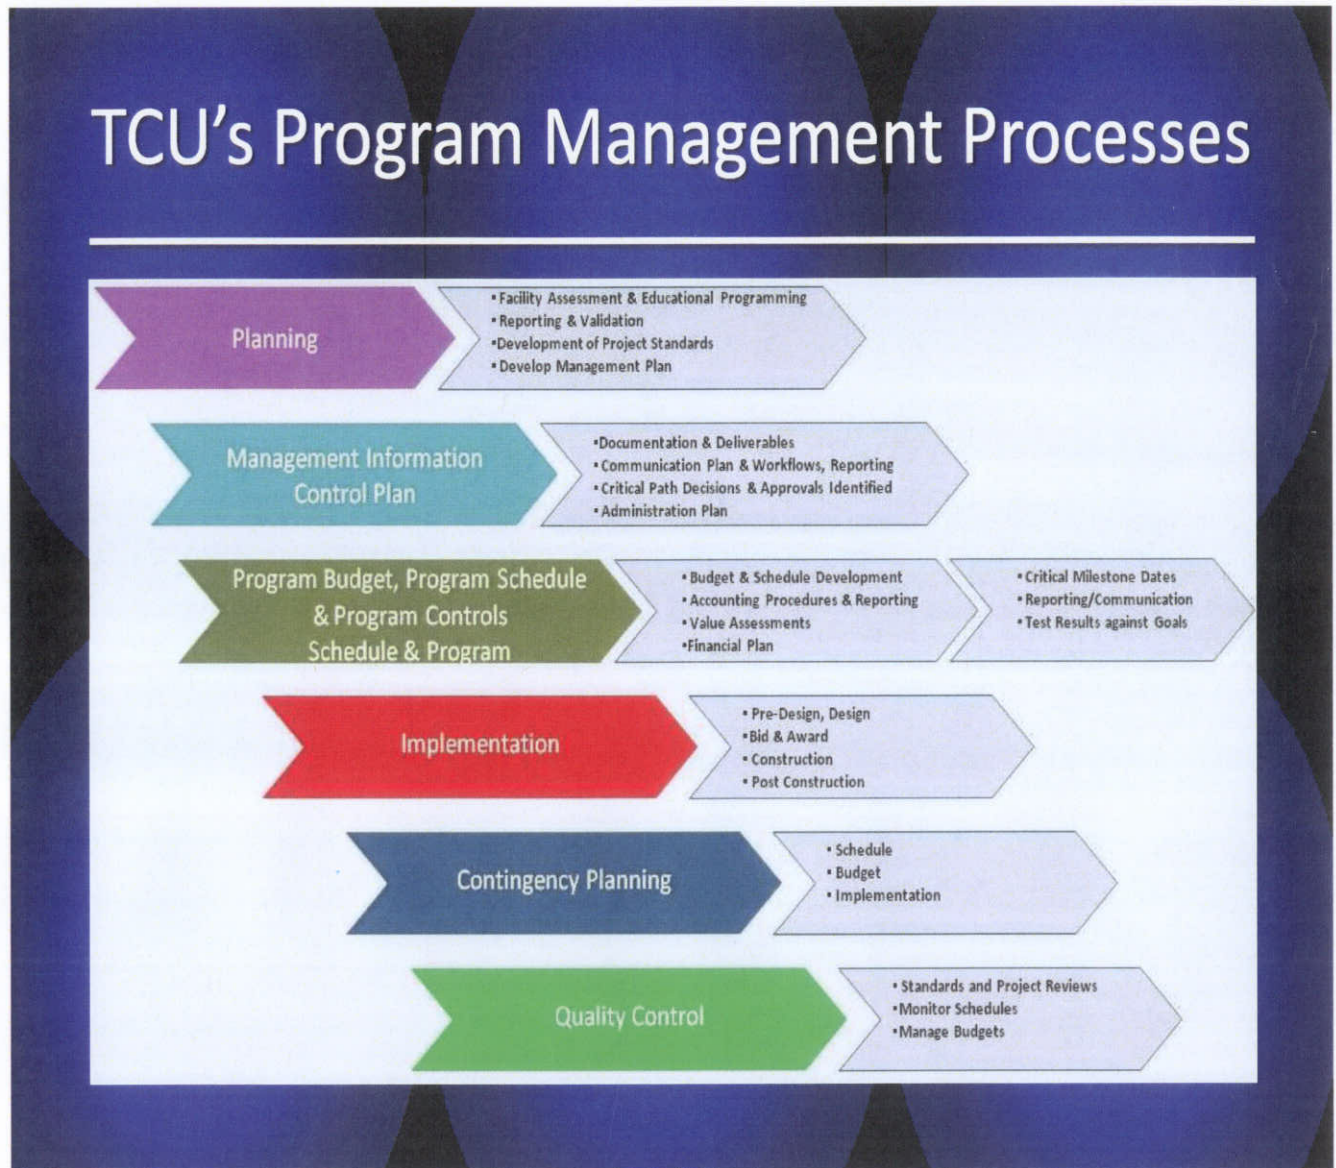 TCU's Program Management Processes
Planning
▪ Facility Assessment & Educational Programming
▪ Reporting & Validation
▪Development of Project Standards
▪ Develop Management Plan
Management Information
Control Plan
▪Documentation & Deliverables
▪ Communication Plan & Workflows, Reporting
▪ Critical Path Decisions & Approvals Identified
▪ Administration Plan
Program Budget, Program Schedule
& Program Controls
Schedule & Program
▪ Budget & Schedule Development
▪ Accounting Procedures & Reporting
▪ Value Assessments
▪Financial Plan
▪ Critical Milestone Dates
▪ Reporting/Communication
▪ Test Results against Goals
Implementation
▪ Pre-Design, Design
▪Bid & Award
▪ Construction
▪ Post Construction
Contingency Planning
▪ Schedule
▪ Budget
▪ Implementation
Quality Control
▪ Standards and Project Reviews
▪Monitor Schedules
▪Manage Budgets